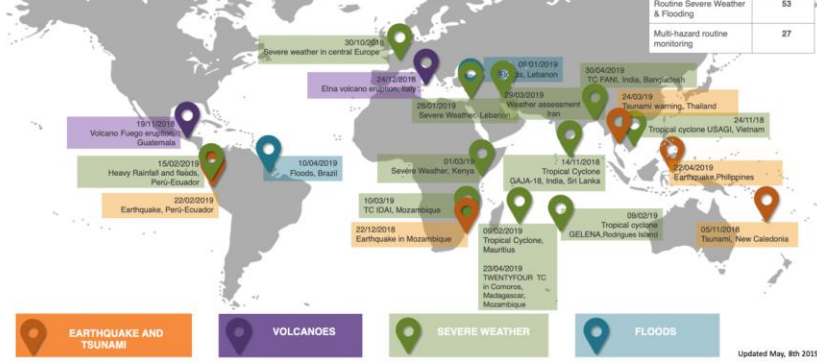 Routine Severe Weather 53
& Flooding
Multi-hazard routine 27
monitoring
30/10/2018
Severe weather in central Europe
24/12/2018
Etna volcano eruption, Italy
09/01/2019
Floods, Lebanon
28/01/2019
Severe Weather, Lebanon
29/03/2019
Weather assessment
Iran
30/04/2019
TC FANI, India, Bangladesh
24/03/19
Tsunami warning, Thailand
24/11/18
Tropical cyclone USAGI, Vietnam
19/11/2018
Volcano Fuego eruption,
Guatemala
15/02/2019
Heavy Rainfall and floods,
Perú-Ecuador
22/02/2019
Earthquake, Perú-Ecuador
10/04/2019
Floods, Brazil
01/03/19
Severe Weather, Kenya
14/11/2018
Tropical Cyclone
GAJA-18, India, Sri Lanka
22/04/2019
Earthquake,Philippines
10/03/19
TC IDAI, Mozambique
22/12/2018
Earthquake in Mozambique
09/02/2019
Tropical Cyclone,
Mauritius
23/04/2019
TWENTYFOUR TC
in Comoros,
Madagascar,
Mozambique
09/02/19
Tropical cyclone
GELENA,Rodrigues Island
05/11/2018
Tsunami, New Caledonia
EARTHQUAKE AND
TSUNAMI
VOLCANOES
SEVERE WEATHER
FLOODS
Updated May, 8th 2019